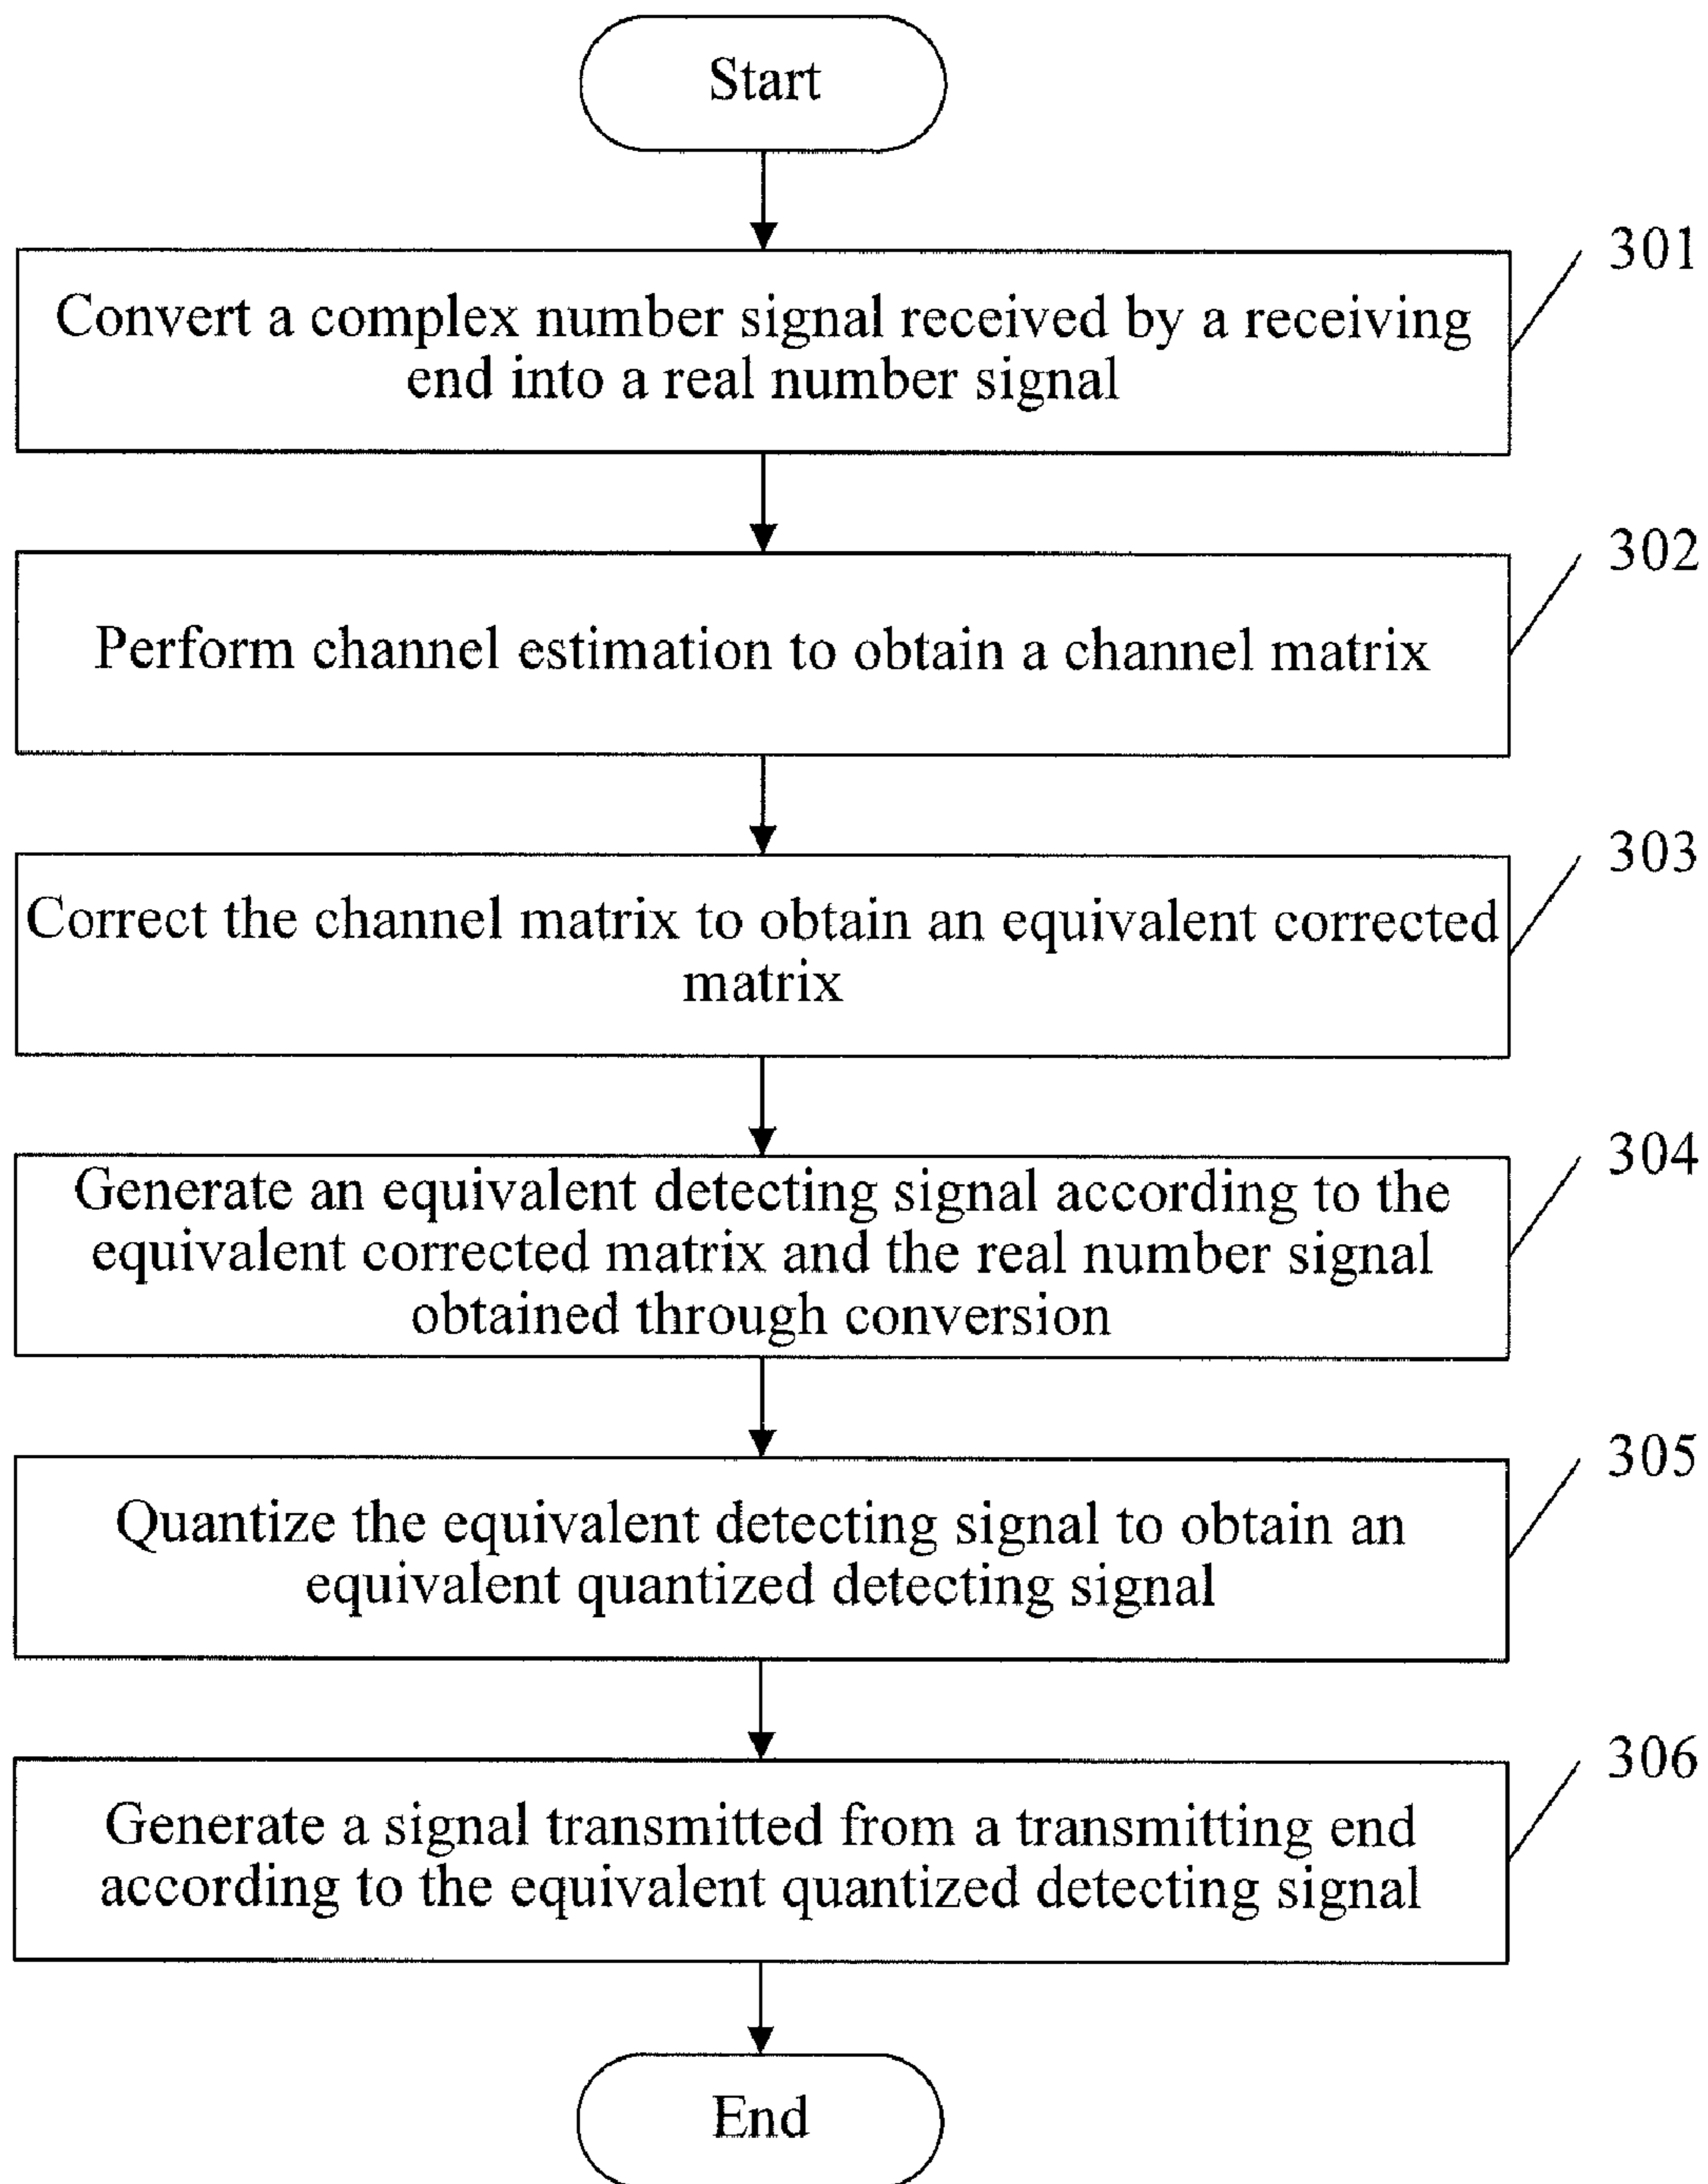 Start
301
Convert a complex number signal received by a receiving
end into a real number signal
302
Perform channel estimation to obtain a channel matrix
303
Correct the channel matrix to obtain an equivalent corrected
matrix
304
Generate an equivalent detecting signal according to the
equivalent corrected matrix and the real number signal
obtained through conversion
305
Quantize the equivalent detecting signal to obtain an
equivalent quantized detecting signal
306
Generate a signal transmitted from a transmitting end
according to the equivalent quantized detecting signal
End